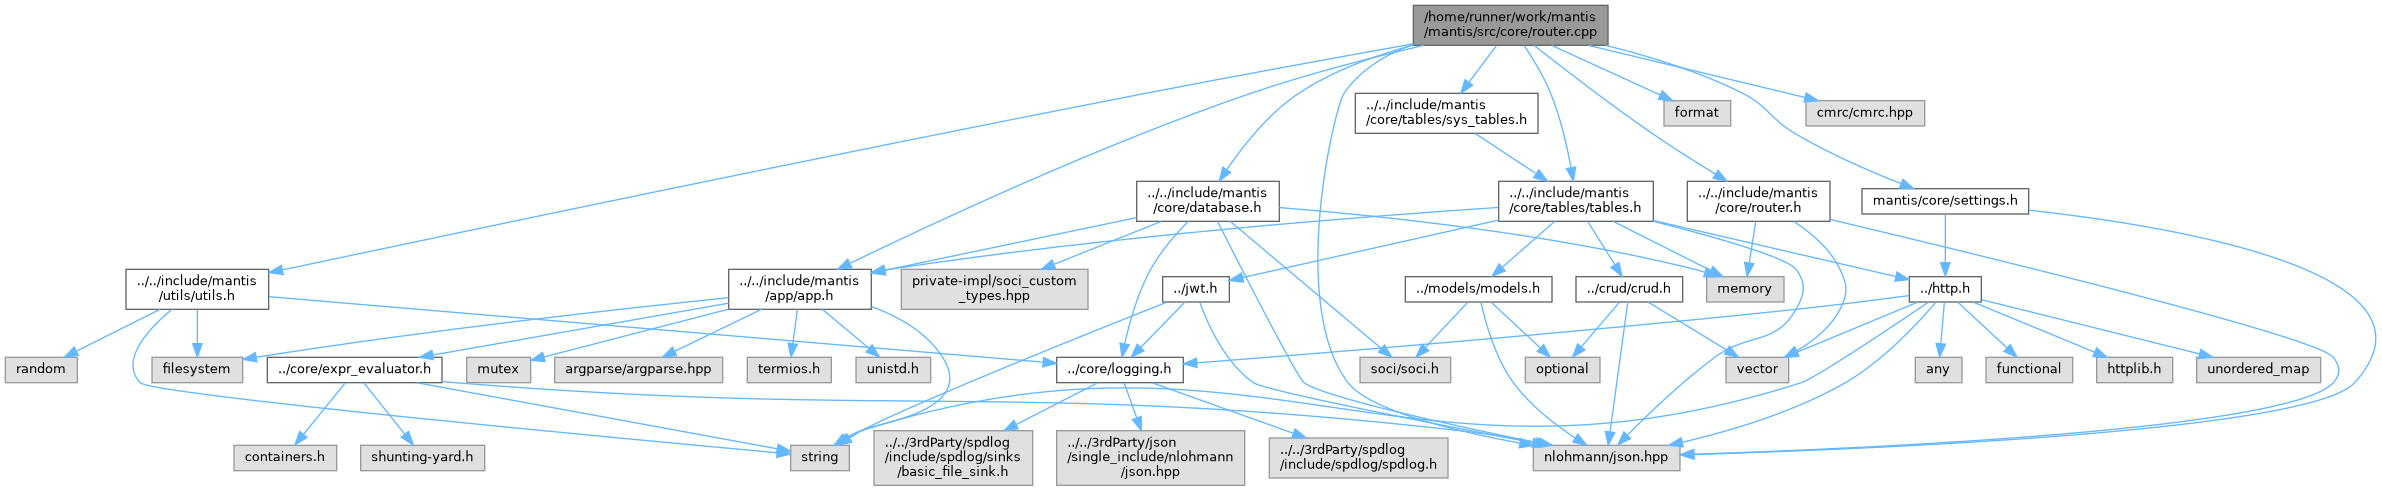 /home/runner/work/mantis
/mantis/src/core/router.cpp
../../include/mantis
/core/tables/sys_tables.h
format
cmrc/cmrc.hpp
../../include/mantis
/core/database.h
../../include/mantis
/core/tables/tables.h
../../include/mantis
/core/router.h
mantis/core/settings.h
../../include/mantis
/utils/utils.h
../../include/mantis
/app/app.h
private-impl/soci_custom
_types.hpp
../jwt.h
../models/models.h
../crud/crud.h
memory
../http.h
random
filesystem
../core/expr_evaluator.h
mutex
argparse/argparse.hpp
termios.h
unistd.h
../core/logging.h
soci/soci.h
optional
vector
any
functional
httplib.h
unordered_map
containers.h
shunting-yard.h
string
../../3rdParty/spdlog
/include/spdlog/sinks
/basic_file_sink.h
../../3rdParty/json
/single_include/nlohmann
/json.hpp
../../3rdParty/spdlog
/include/spdlog/spdlog.h
nlohmann/json.hpp